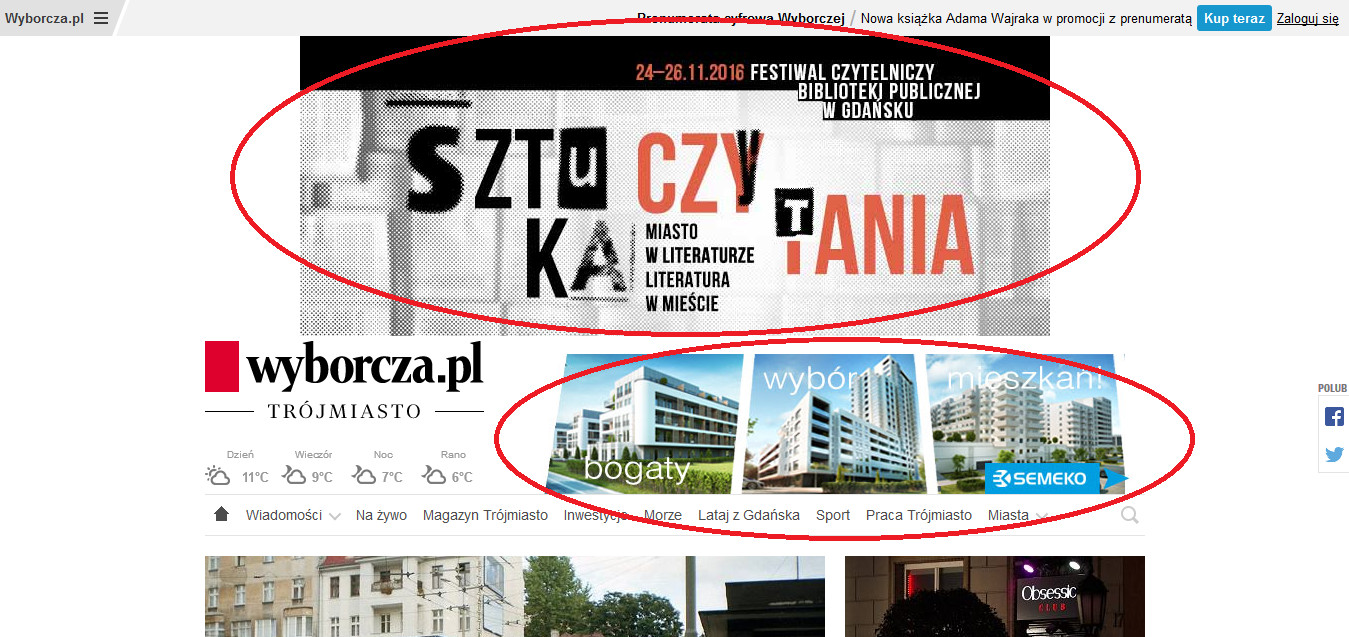 Wyborcza.pl
Prenumerata cyfrowa Wyborczej / Nowa książka Adama Wajraka w promocji z prenumeratą Kup teraz Zaloguj się
24–26.11.2016 FESTIWAL CZYTELNICZY
BIBLIOTEKI PUBLICZNEJ
W GDAŃSKU
SZTUKA CZYTANIA
MIASTO
W LITERATURZE
LITERATURA
W MIEŚCIE
wyborcza.pl
TRÓJMIASTO
bogaty wybór mieszkań!
SEMEKO
POLUB
Dzień Wieczór Noc Rano
11°C 9°C 7°C 6°C
Wiadomości Na żywo Magazyn Trójmiasto Inwestycje Morze Lataj z Gdańska Sport Praca Trójmiasto Miasta
Obsessic
CLUB